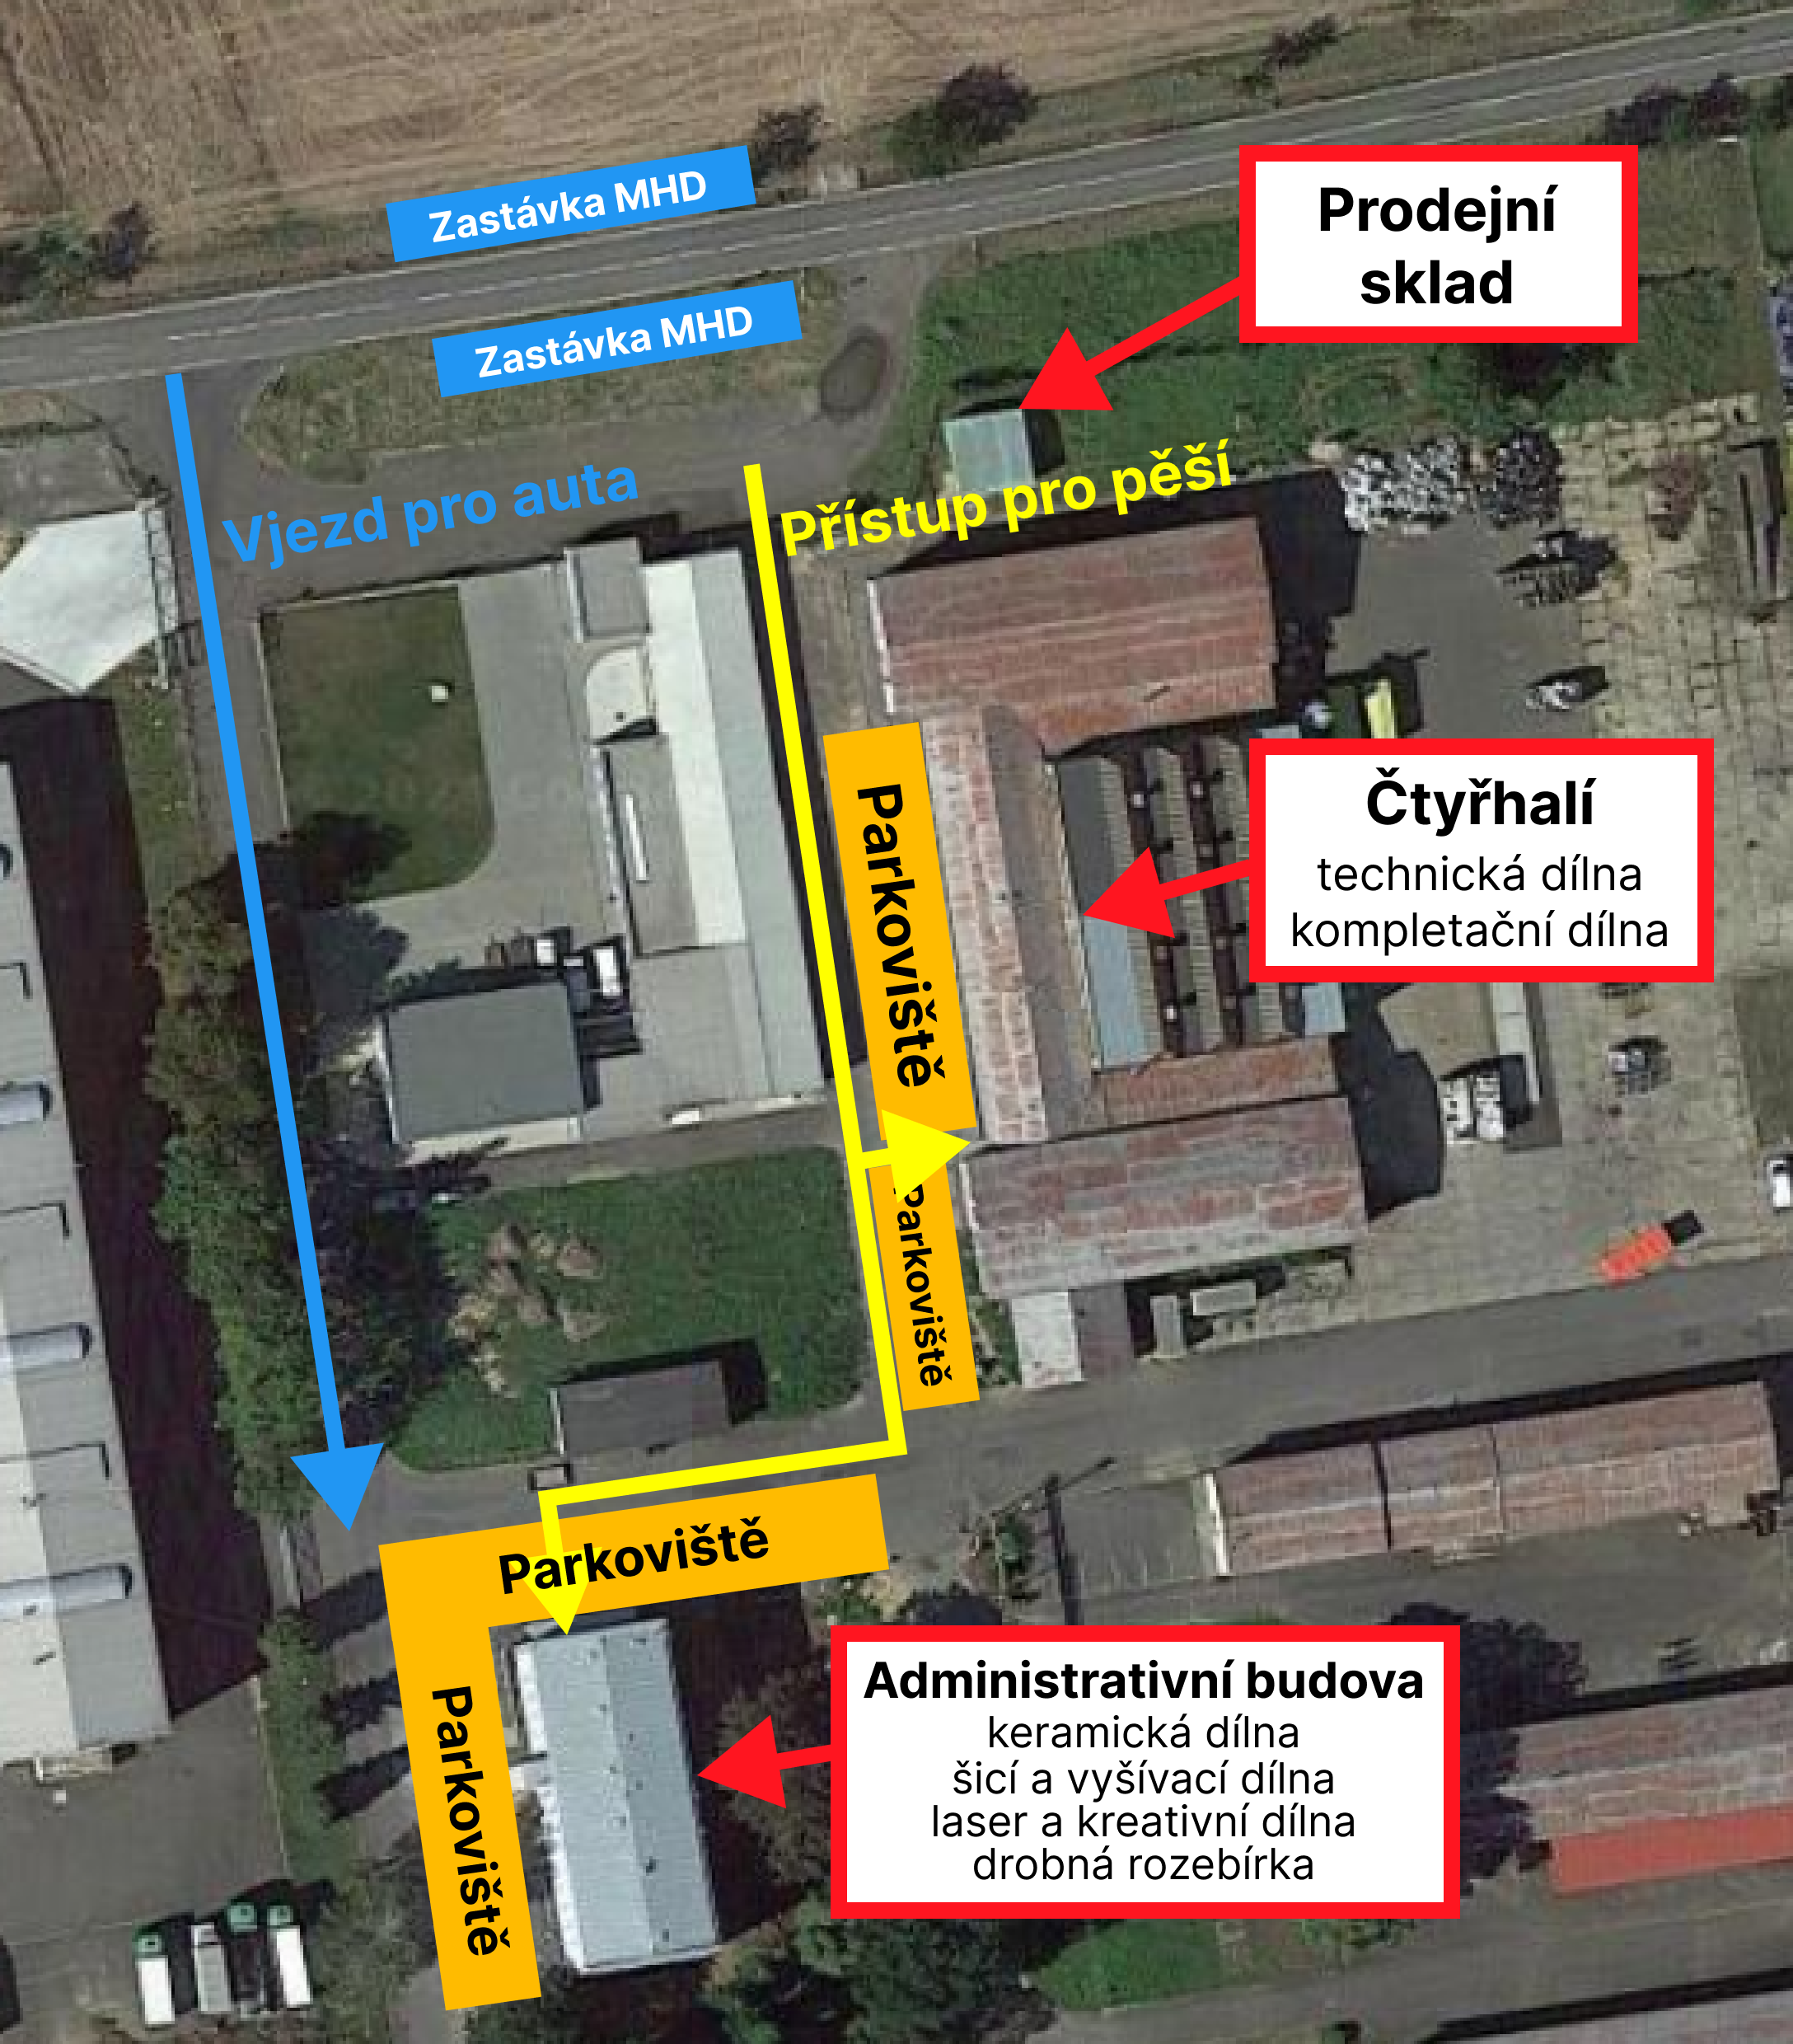 Zastávka MHD
Prodejní
sklad
Zastávka MHD
Vjezd pro auta
Přístup pro pěší
Parkoviště
Čtyřhalí
technická dílna
kompletační dílna
Parkoviště
Parkoviště
Parkoviště
Administrativní budova
keramická dílna
šicí a vyšívací dílna
laser a kreativní dílna
drobná rozebírka